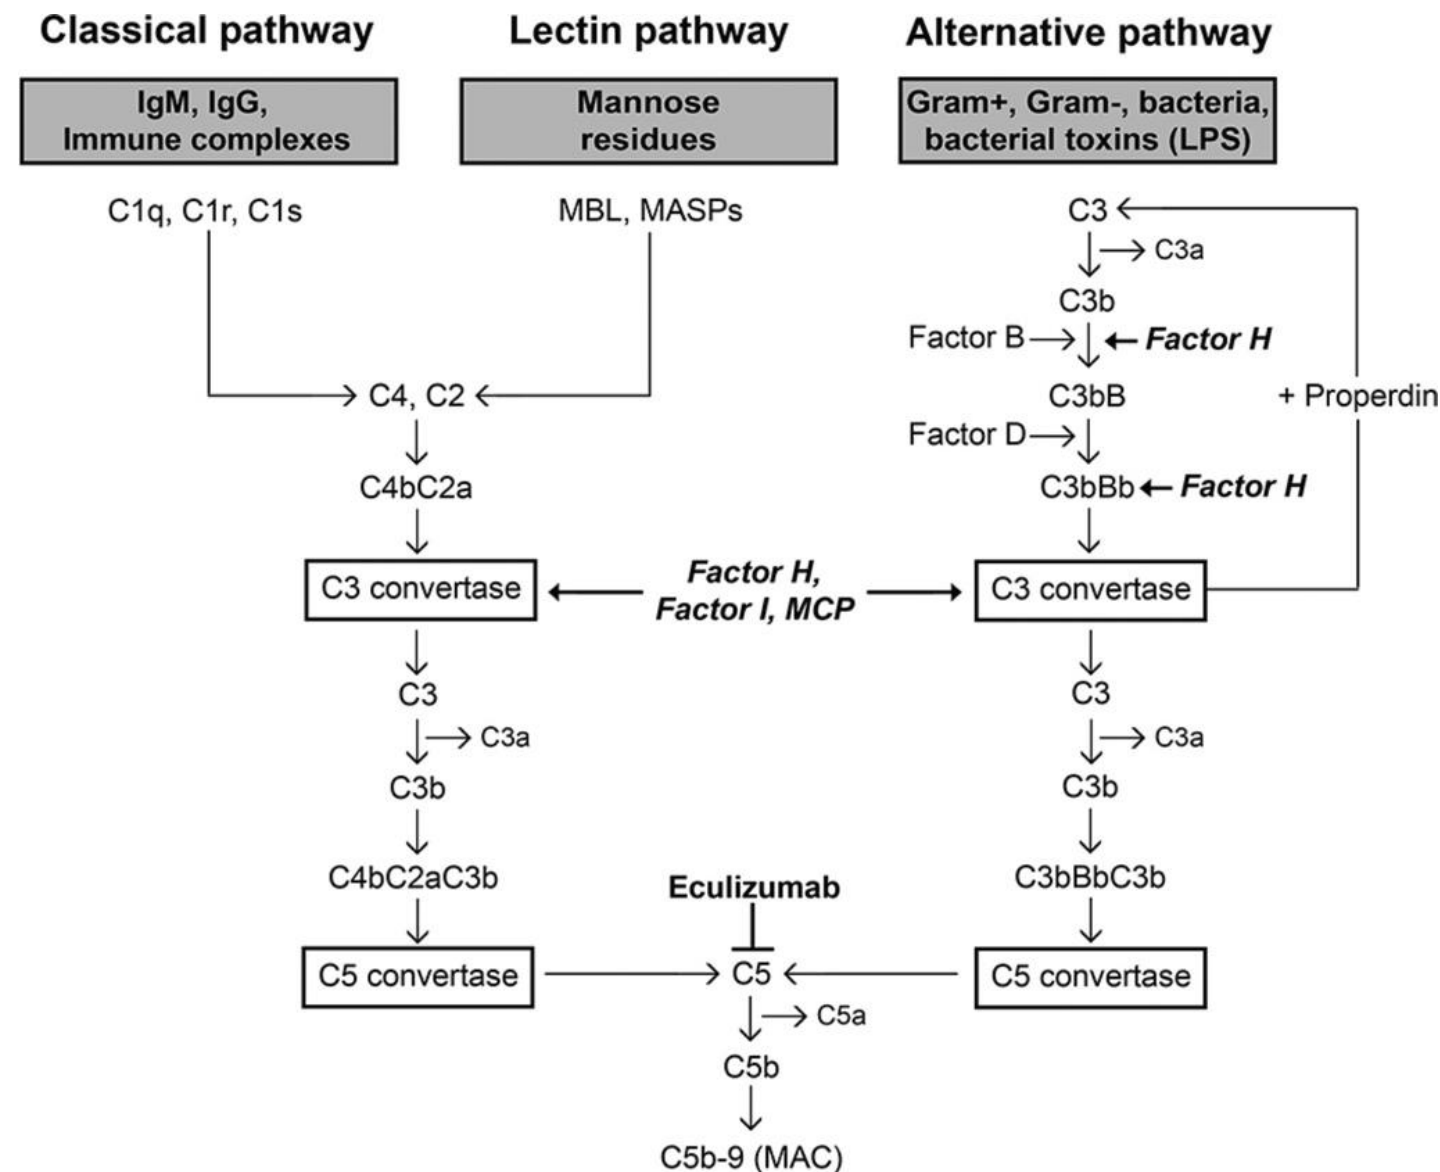 Classical pathway
Lectin pathway
Alternative pathway
IgM, IgG,
Immune complexes
Mannose
residues
Gram+, Gram-, bacteria,
bacterial toxins (LPS)
C1q, C1r, C1s
MBL, MASPs
C3
C3a
C3b
Factor B
Factor H
C4, C2
C3bB
+ Properdin
Factor D
C4bC2a
C3bBb
Factor H
C3 convertase
Factor H,
Factor I, MCP
C3 convertase
C3
C3
C3a
C3a
C3b
C3b
C4bC2aC3b
Eculizumab
C3bBbC3b
C5 convertase
C5
C5 convertase
C5a
C5b
C5b-9 (MAC)